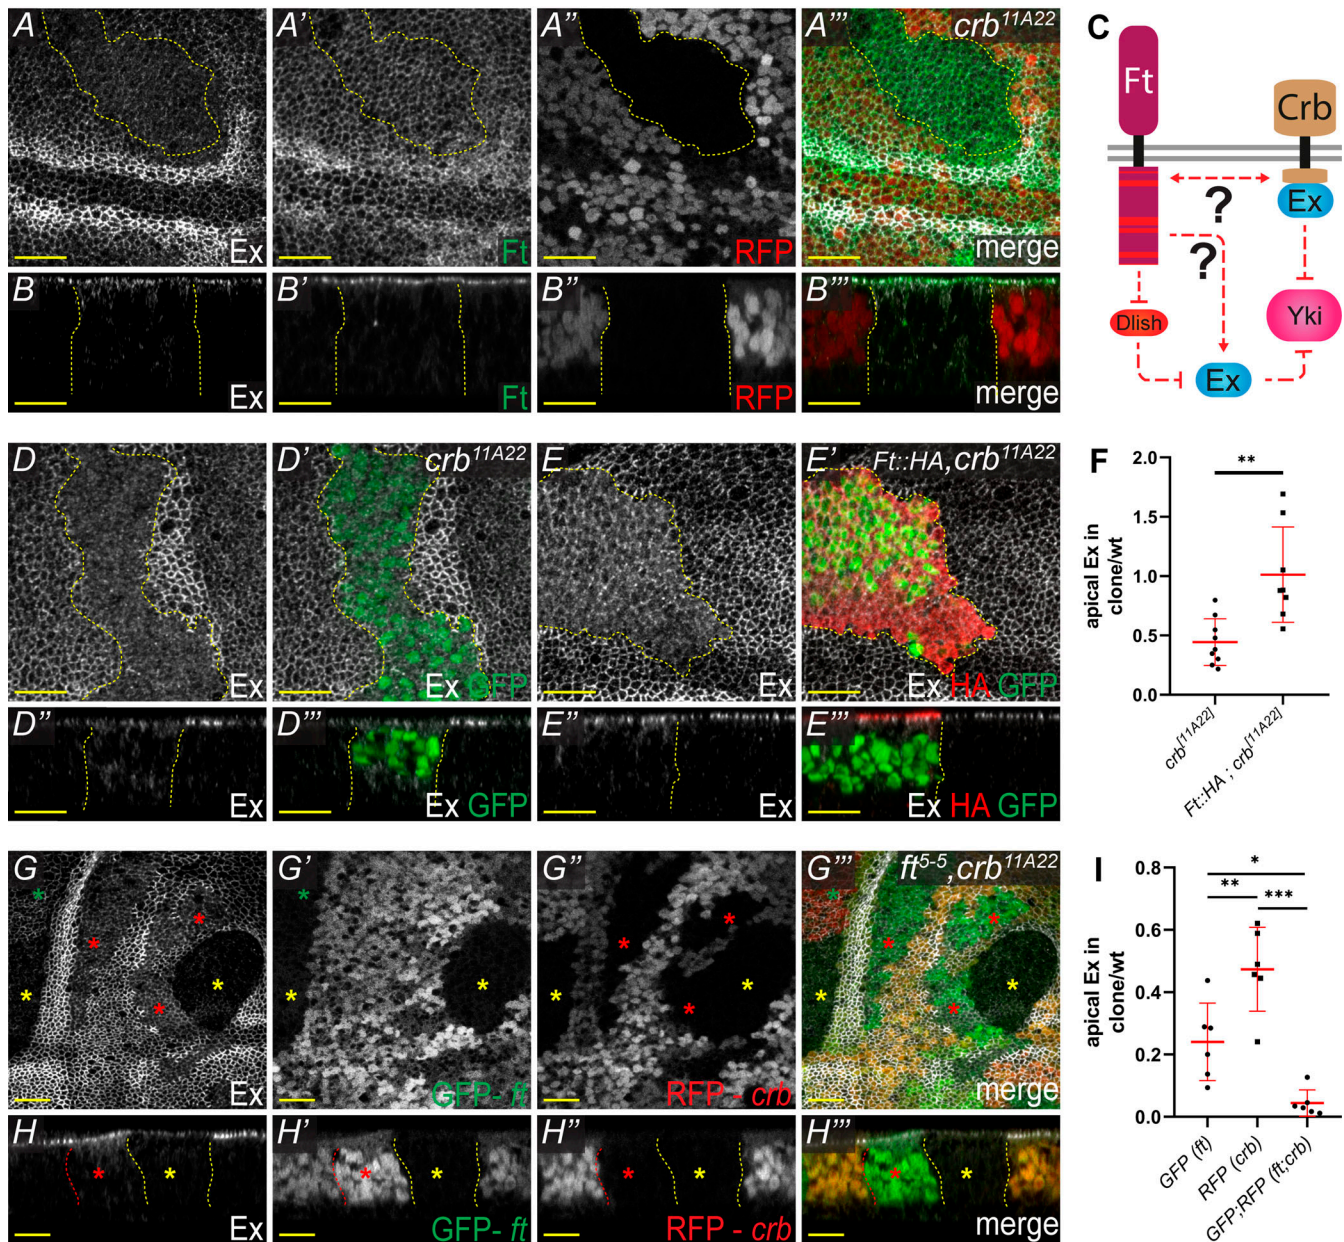 A
Ex
A'
Ft
A''
RFP
A''' crb11A22
merge
B
Ex
B'
Ft
B''
RFP
B'''
merge
C
Ft
Crb
Ex
?
?
Dlish
Yki
Ex
D
Ex
D' crb11A22
Ex GFP
E
Ex
E' Ft::HA,crb11A22
Ex HA GFP
D''
Ex
D'''
Ex GFP
E''
Ex
E'''
Ex HA GFP
F
**
2.0
1.5
1.0
0.5
0.0
apical Ex in
clone/wt
crb[11A22]
Ft::HA ; crb[11A22]
G
*
*
*
*
*
*
Ex
G'
*
*
GFP- ft
G''
*
*
*
*
*
RFP - crb
G''' ft5-5,crb11A22
*
*
*
*
*
*
merge
H
*
*
Ex
H'
*
*
GFP- ft
H''
*
*
RFP - crb
H'''
*
*
merge
I
*
**
***
0.8
0.6
0.4
0.2
0.0
apical Ex in
clone/wt
GFP (ft)
RFP (crb)
GFP;RFP (ft;crb)